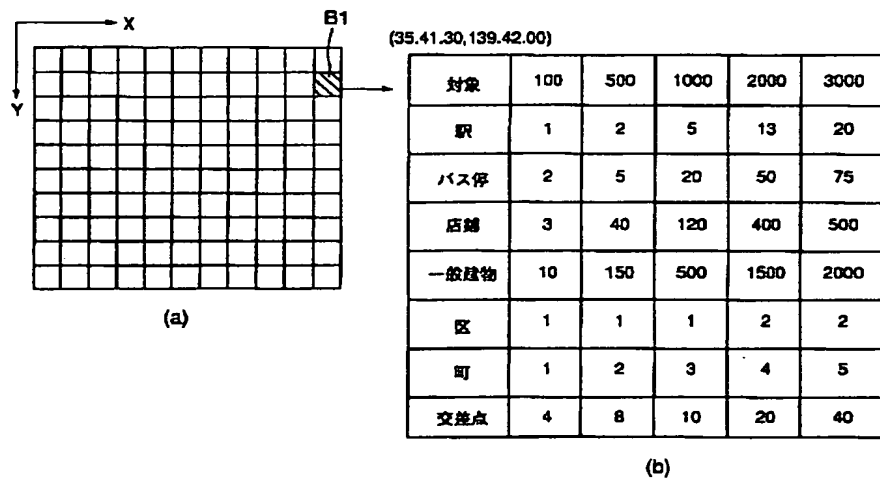 B1
X
Y
(a)
(35.41.30,139.42.00)
対象 100 500 1000 2000 3000
駅 1 2 5 13 20
バス停 2 5 20 50 75
店舗 3 40 120 400 500
一般建物 10 150 500 1500 2000
区 1 1 1 2 2
町 1 2 3 4 5
交差点 4 8 10 20 40
(b)